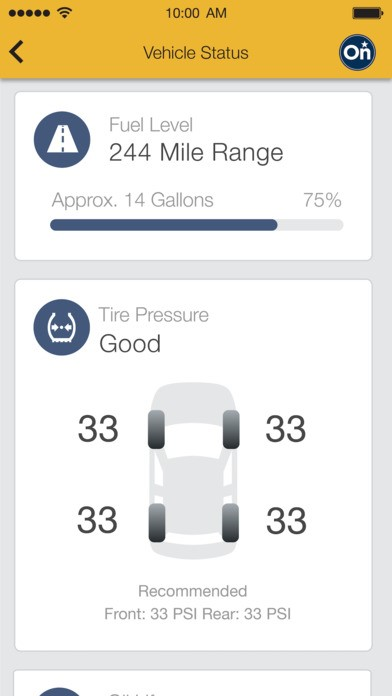 10:00 AM
Vehicle Status
On
Fuel Level
244 Mile Range
Approx. 14 Gallons 75%
Tire Pressure
Good
33 33
33 33
Recommended
Front: 33 PSI Rear: 33 PSI